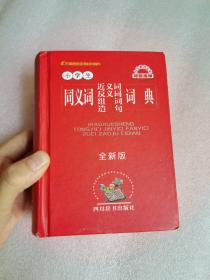 小学生
同义词 近义词 反义词 组词 造句 词典
XIAOXUESHENG
TONGYICI JINYICI FANYICI
ZUCI ZAOJU CIDIAN
全新版
四川辞书出版社